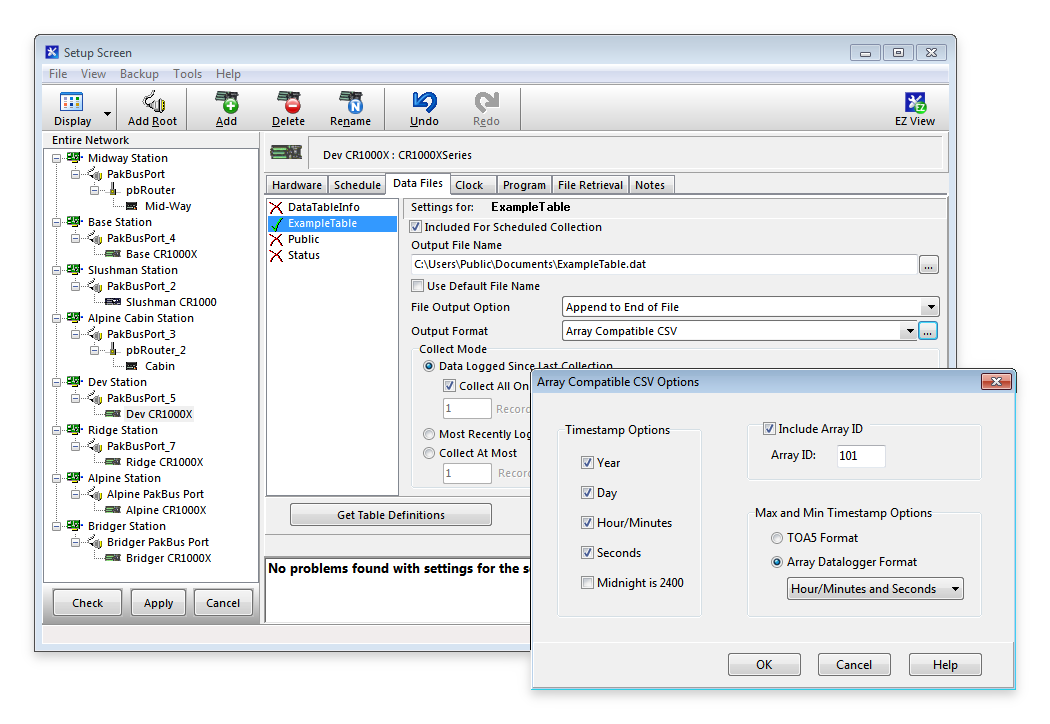 Setup Screen
File View Backup Tools Help
Display Add Root Add Delete Rename Undo Redo EZ View
Entire Network
Midway Station
PakBusPort
pbRouter
Mid-Way
Base Station
PakBusPort_4
Base CR1000X
Slushman Station
PakBusPort_2
Slushman CR1000
Alpine Cabin Station
PakBusPort_3
pbRouter_2
Cabin
Dev Station
PakBusPort_5
Dev CR1000X
Ridge Station
PakBusPort_7
Ridge CR1000X
Alpine Station
Alpine PakBus Port
Alpine CR1000X
Bridger Station
Bridger PakBus Port
Bridger CR1000X
Check Apply Cancel
Dev CR1000X : CR1000XSeries
Hardware Schedule Data Files Clock Program File Retrieval Notes
DataTableInfo
ExampleTable
Public
Status
Get Table Definitions
Settings for: ExampleTable
Included For Scheduled Collection
Output File Name
C:\Users\Public\Documents\ExampleTable.dat ...
Use Default File Name
File Output Option Append to End of File
Output Format Array Compatible CSV ...
Collect Mode
Data Logged Since Last Collection
Collect All On
1 Recor
Most Recently Log
Collect At Most
1 Recor
No problems found with settings for the s
Array Compatible CSV Options
Timestamp Options
Year
Day
Hour/Minutes
Seconds
Midnight is 2400
Include Array ID
Array ID: 101
Max and Min Timestamp Options
TOA5 Format
Array Datalogger Format
Hour/Minutes and Seconds
OK Cancel Help